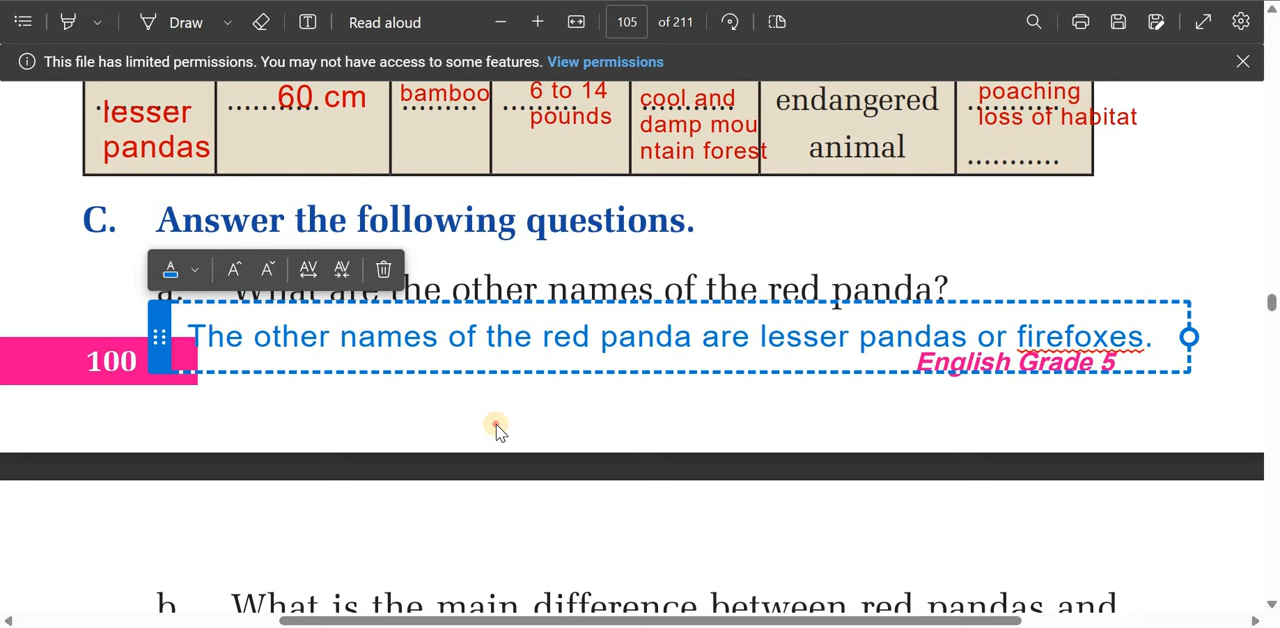 Draw
Read aloud
105 of 211
This file has limited permissions. You may not have access to some features. View permissions
lesser pandas
60 cm
bamboo
6 to 14 pounds
cool and damp mou ntain forest
endangered animal
poaching loss of habitat
C. Answer the following questions.
a. What are the other names of the red panda?
The other names of the red panda are lesser pandas or firefoxes.
100
English Grade 5
b. What is the main difference between red pandas and